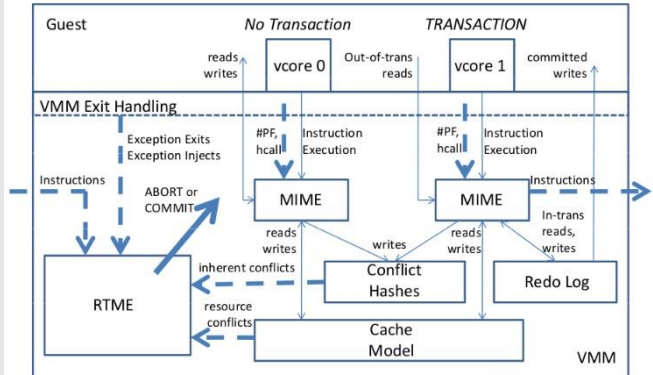 Guest
No Transaction
TRANSACTION
reads
writes
vcore 0
Out-of-trans
reads
vcore 1
committed
writes
VMM Exit Handling
Exception Exits
Exception Injects
#PF,
hcall
Instruction
Execution
#PF,
hcall
Instruction
Execution
Instructions
ABORT or
COMMIT
MIME
MIME
Instructions
reads
writes
writes
reads
writes
In-trans
reads,
writes
inherent conflicts
Conflict
Hashes
Redo Log
RTME
resource
conflicts
Cache
Model
VMM